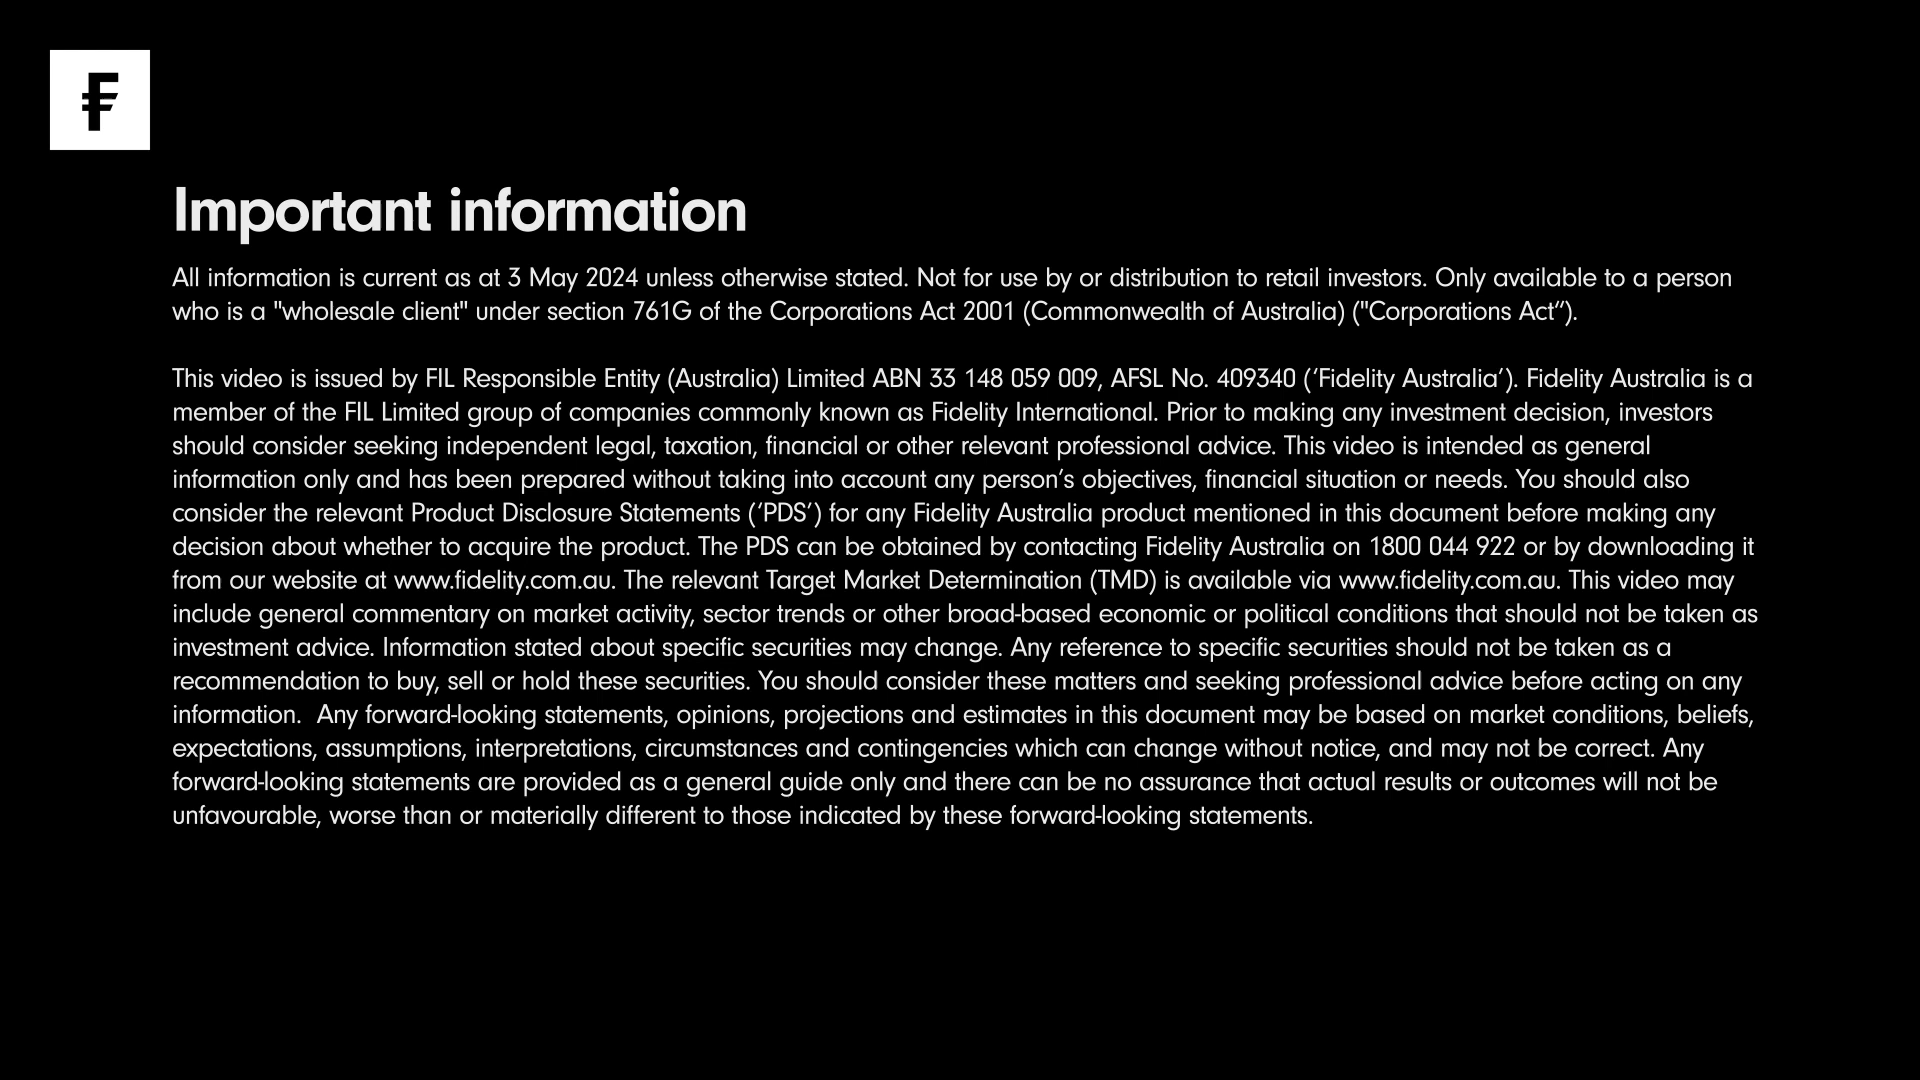 Important information
All information is current as at 3 May 2024 unless otherwise stated. Not for use by or distribution to retail investors. Only available to a person
who is a "wholesale client" under section 761G of the Corporations Act 2001 (Commonwealth of Australia) ("Corporations Act”).
This video is issued by FIL Responsible Entity (Australia) Limited ABN 33 148 059 009, AFSL No. 409340 (‘Fidelity Australia’). Fidelity Australia is a
member of the FIL Limited group of companies commonly known as Fidelity International. Prior to making any investment decision, investors
should consider seeking independent legal, taxation, financial or other relevant professional advice. This video is intended as general
information only and has been prepared without taking into account any person’s objectives, financial situation or needs. You should also
consider the relevant Product Disclosure Statements (‘PDS’) for any Fidelity Australia product mentioned in this document before making any
decision about whether to acquire the product. The PDS can be obtained by contacting Fidelity Australia on 1800 044 922 or by downloading it
from our website at www.fidelity.com.au. The relevant Target Market Determination (TMD) is available via www.fidelity.com.au. This video may
include general commentary on market activity, sector trends or other broad-based economic or political conditions that should not be taken as
investment advice. Information stated about specific securities may change. Any reference to specific securities should not be taken as a
recommendation to buy, sell or hold these securities. You should consider these matters and seeking professional advice before acting on any
information.  Any forward-looking statements, opinions, projections and estimates in this document may be based on market conditions, beliefs,
expectations, assumptions, interpretations, circumstances and contingencies which can change without notice, and may not be correct. Any
forward-looking statements are provided as a general guide only and there can be no assurance that actual results or outcomes will not be
unfavourable, worse than or materially different to those indicated by these forward-looking statements.